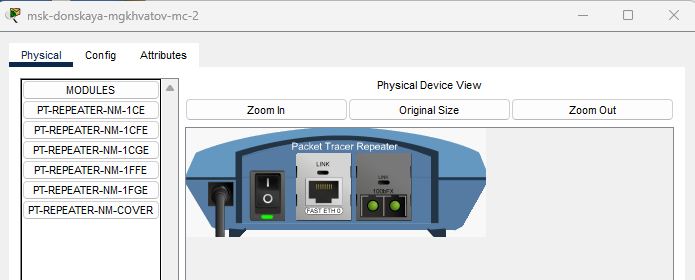 msk-donskaya-mgkhvatov-mc-2
Physical Config Attributes
MODULES
PT-REPEATER-NM-1CE
PT-REPEATER-NM-1CFE
PT-REPEATER-NM-1CGE
PT-REPEATER-NM-1FFE
PT-REPEATER-NM-1FGE
PT-REPEATER-NM-COVER
Physical Device View
Zoom In Original Size Zoom Out
Packet Tracer Repeater
LINK
LINK
100bFX
FAST ETH 0